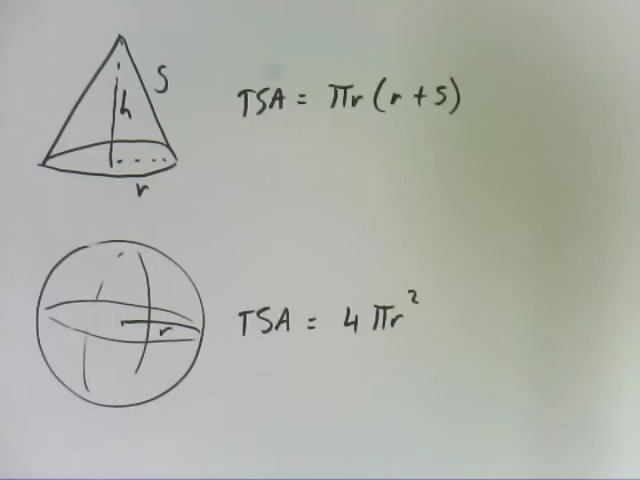 S
h
TSA = πr (r + s)
r
r
TSA = 4 πr²